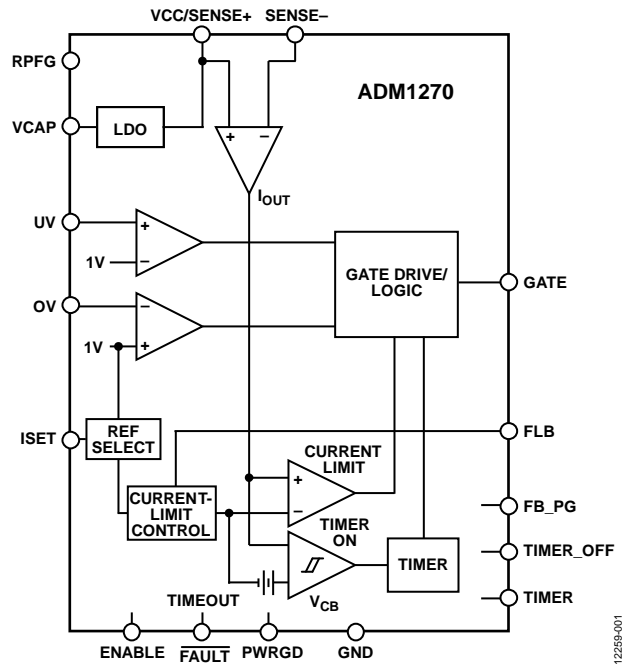 VCC/SENSE+ SENSE–
RPFG
ADM1270
VCAP
LDO
+ –
IOUT
UV
+
1V
–
GATE DRIVE/
LOGIC
GATE
OV
–
1V
+
ISET
REF
SELECT
FLB
CURRENT
LIMIT
CURRENT-
LIMIT
CONTROL
+
–
FB_PG
TIMER
ON
TIMER
TIMER_OFF
VCB
TIMEOUT
TIMER
ENABLE FAULT PWRGD GND
12259-001